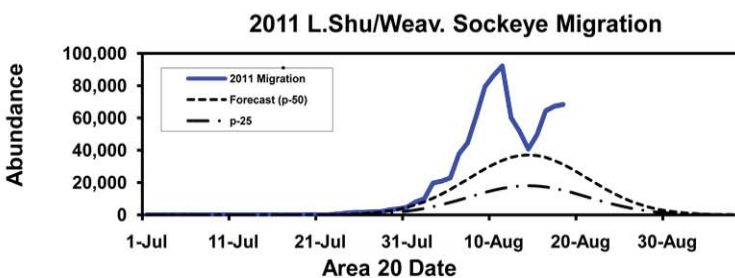 2011 L.Shu/Weav. Sockeye Migration
Abundance
100,000
80,000
60,000
40,000
20,000
0
2011 Migration
Forecast (p-50)
p-25
1-Jul 11-Jul 21-Jul 31-Jul 10-Aug 20-Aug 30-Aug
Area 20 Date